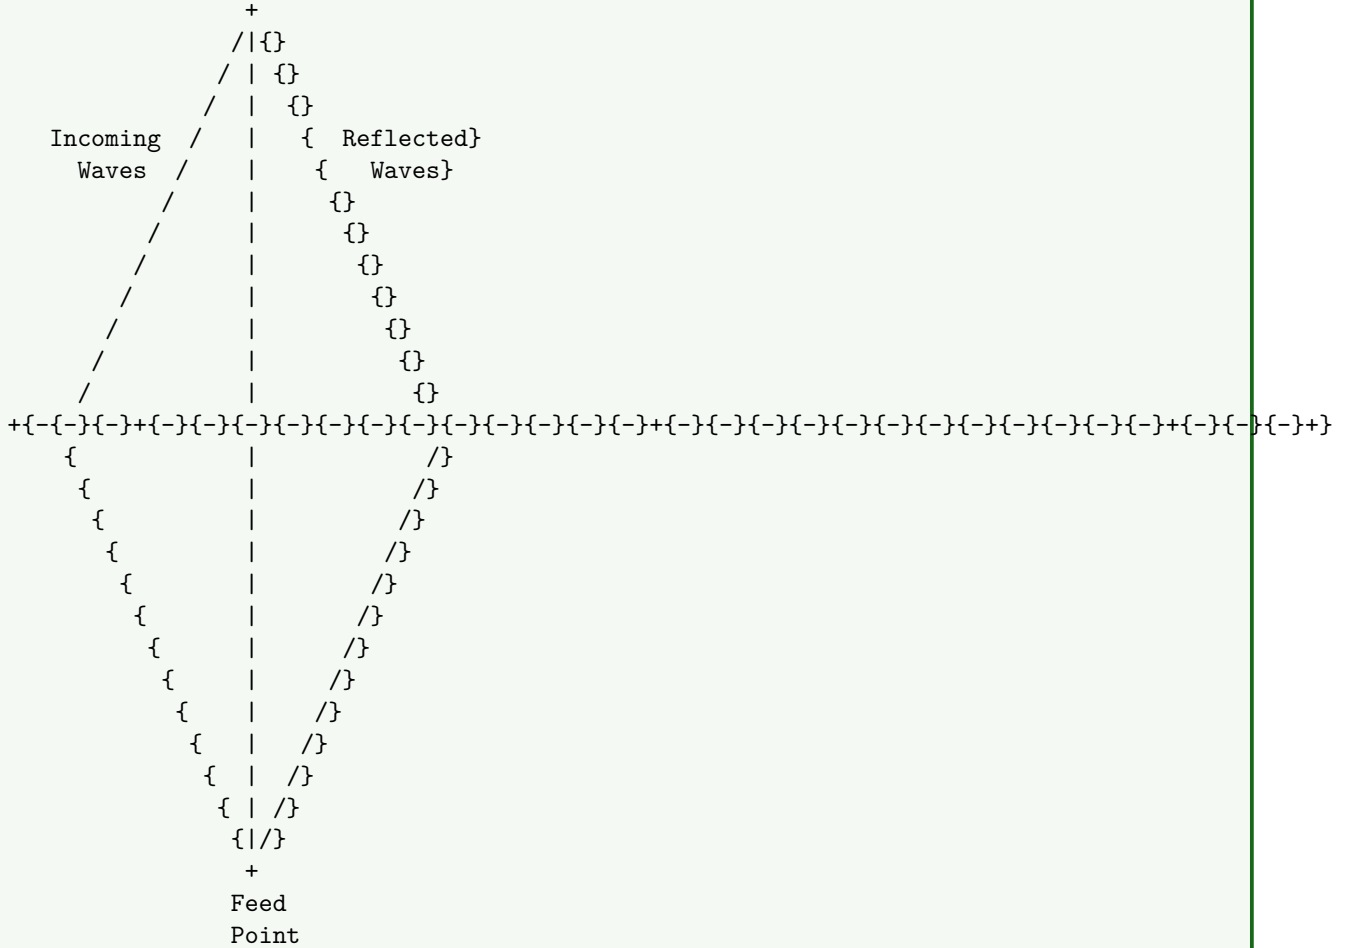 +
/|{}
/ | {}
/  |  {}
Incoming  /   |   {  Reflected}
Waves  /    |    {   Waves}
/     |     {}
/      |      {}
/       |       {}
/        |        {}
/         |         {}
/          |          {}
/           |           {}
+{-{-}{-}+{-}{-}{-}{-}{-}{-}{-}{-}{-}{-}{-}{-}+{-}{-}{-}{-}{-}{-}{-}{-}{-}{-}{-}{-}+{-}{-}{-}+}
{            |            /}
{           |           /}
{          |          /}
{         |         /}
{        |        /}
{       |       /}
{      |      /}
{     |     /}
{    |    /}
{   |   /}
{  |  /}
{ | /}
{|/}
+
Feed
Point